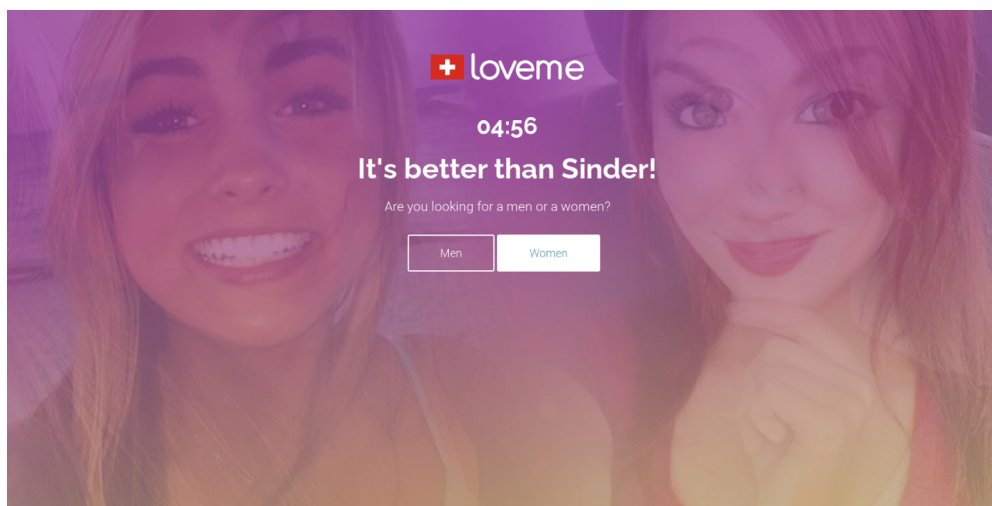 loveme
04:56
It's better than Sinder!
Are you looking for a men or a women?
Men Women